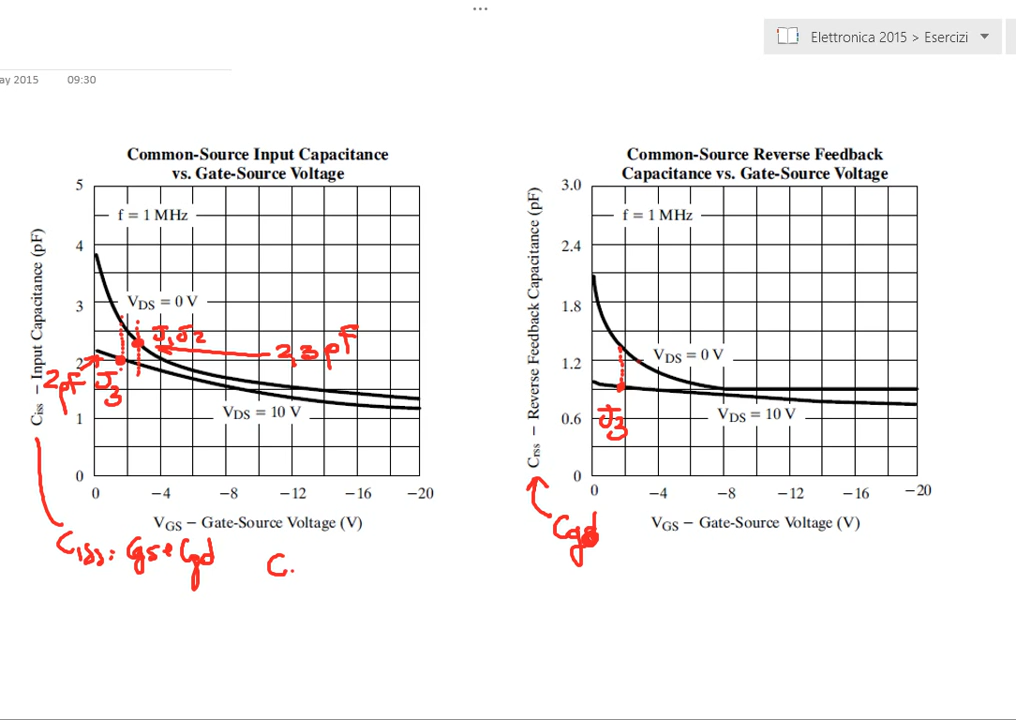 ...
Elettronica 2015 > Esercizi
ay 2015 09:30
Common-Source Input Capacitance
vs. Gate-Source Voltage
Ciss – Input Capacitance (pF)
5
4
3
2
1
0
f = 1 MHz
VDS = 0 V
J1, J2
2,3 pF
2pF
J3
VDS = 10 V
0 −4 −8 −12 −16 −20
VGS – Gate-Source Voltage (V)
Ciss: Cgs+Cgd
C.
Common-Source Reverse Feedback
Capacitance vs. Gate-Source Voltage
Crss – Reverse Feedback Capacitance (pF)
3.0
2.4
1.8
1.2
0.6
0
f = 1 MHz
VDS = 0 V
J3
VDS = 10 V
0 −4 −8 −12 −16 −20
VGS – Gate-Source Voltage (V)
Cgd